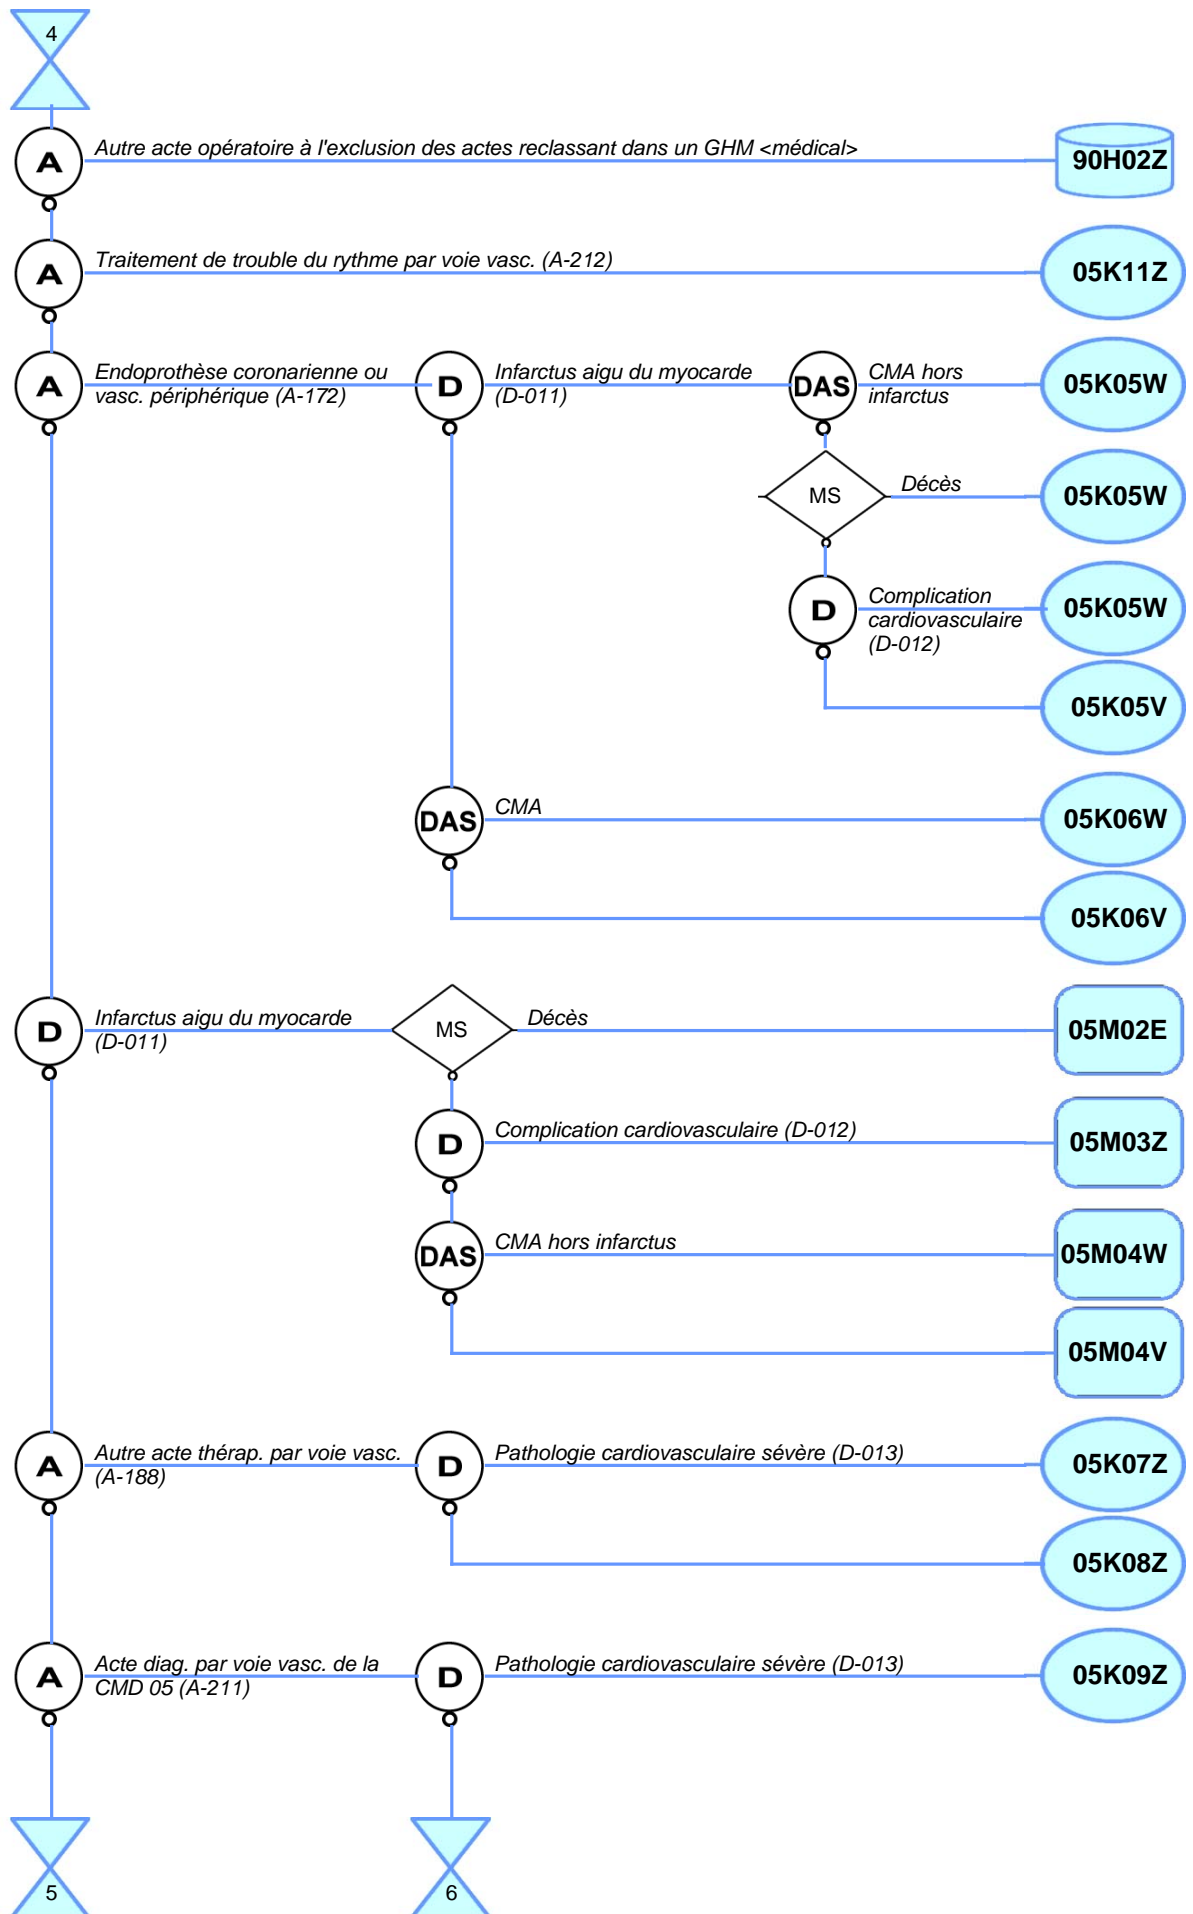 4
A
Autre acte opératoire à l'exclusion des actes reclassant dans un GHM <médical>
90H02Z
A
Traitement de trouble du rythme par voie vasc. (A-212)
05K11Z
A
Endoprothèse coronarienne ou
vasc. périphérique (A-172)
D
Infarctus aigu du myocarde
(D-011)
DAS
CMA hors
infarctus
05K05W
MS
Décès
05K05W
D
Complication
cardiovasculaire
(D-012)
05K05W
05K05V
DAS
CMA
05K06W
05K06V
D
Infarctus aigu du myocarde
(D-011)
MS
Décès
05M02E
D
Complication cardiovasculaire (D-012)
05M03Z
DAS
CMA hors infarctus
05M04W
05M04V
A
Autre acte thérap. par voie vasc.
(A-188)
D
Pathologie cardiovasculaire sévère (D-013)
05K07Z
05K08Z
A
Acte diag. par voie vasc. de la
CMD 05 (A-211)
D
Pathologie cardiovasculaire sévère (D-013)
05K09Z
5
6